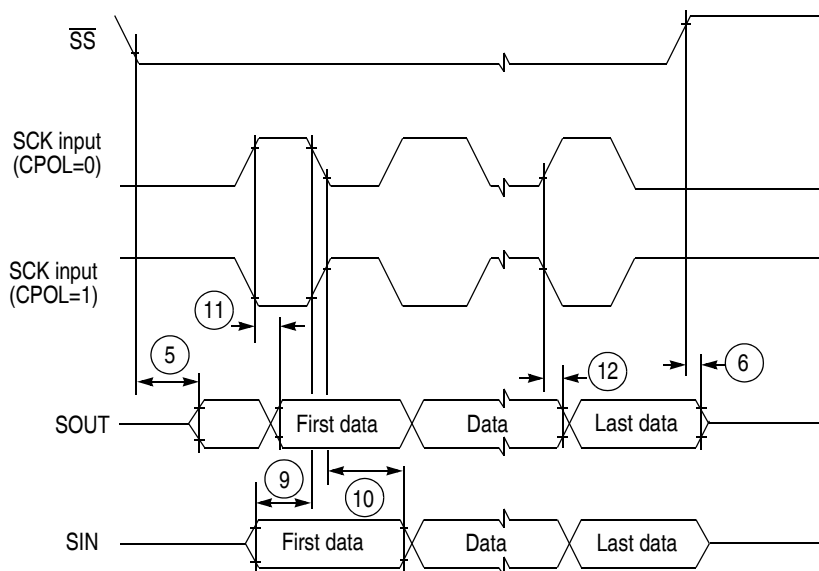 SS
SCK input
(CPOL=0)
SCK input
(CPOL=1)
11
5
12
6
SOUT
First data
Data
Last data
9
10
SIN
First data
Data
Last data